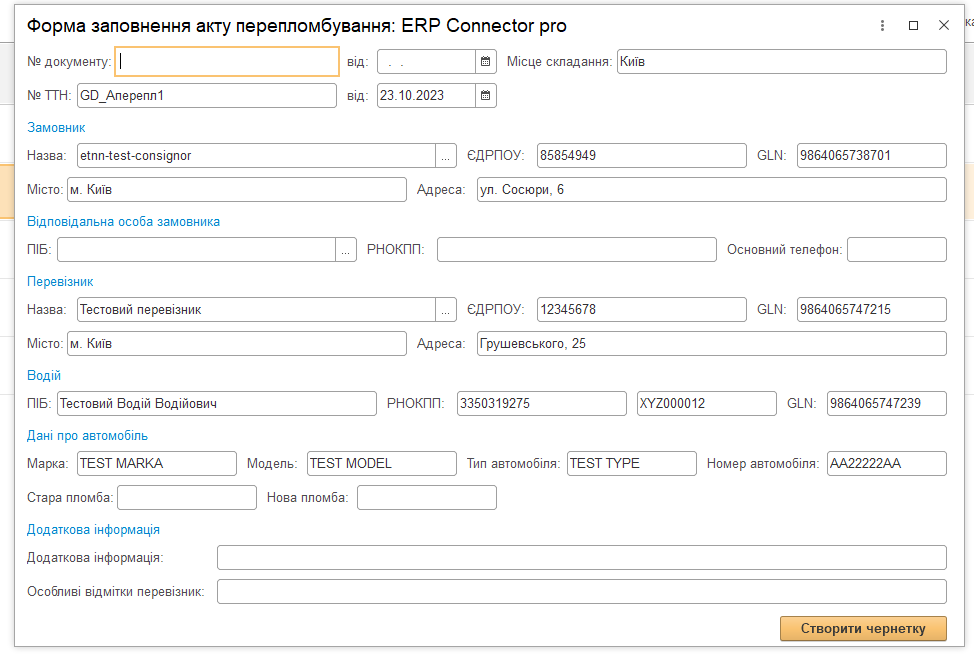 Форма заповнення акту перепломбування: ERP Connector pro
№ документу: від: . . Місце складання: Київ
№ ТТН: GD_Аперепл1 від: 23.10.2023
Замовник
Назва: etnn-test-consignor ... ЄДРПОУ: 85854949 GLN: 9864065738701
Місто: м. Київ Адреса: ул. Сосюри, 6
Відповідальна особа замовника
ПІБ: ... РНОКПП: Основний телефон:
Перевізник
Назва: Тестовий перевізник ... ЄДРПОУ: 12345678 GLN: 9864065747215
Місто: м. Київ Адреса: Грушевського, 25
Водій
ПІБ: Тестовий Водій Водійович РНОКПП: 3350319275 XYZ000012 GLN: 9864065747239
Дані про автомобіль
Марка: TEST MARKA Модель: TEST MODEL Тип автомобіля: TEST TYPE Номер автомобіля: AA22222AA
Стара пломба: Нова пломба:
Додаткова інформація
Додаткова інформація:
Особливі відмітки перевізник:
Створити чернетку